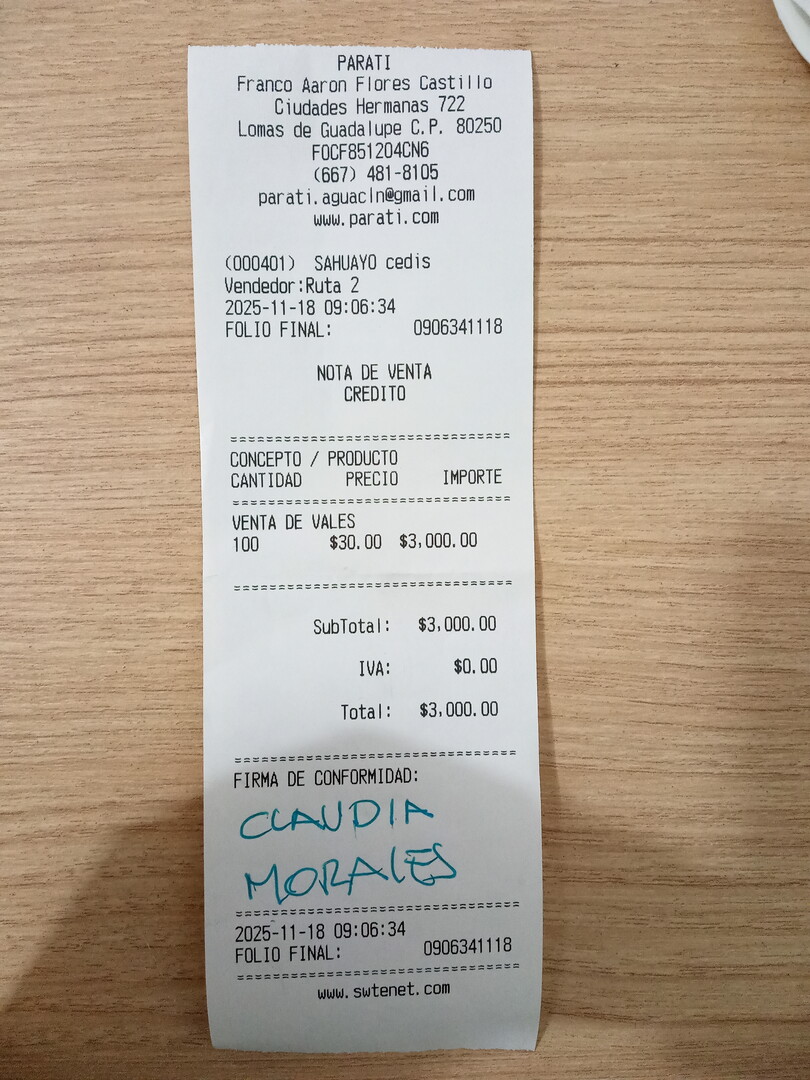 PARATI
Franco Aaron Flores Castillo
Ciudades Hermanas 722
Lomas de Guadalupe C.P. 80250
FOCF851204CN6
(667) 481-8105
parati.aguacln@gmail.com
www.parati.com
(000401) SAHUAYO cedis
Vendedor:Ruta 2
2025-11-18 09:06:34
FOLIO FINAL: 0906341118
NOTA DE VENTA
CREDITO
================================
CONCEPTO / PRODUCTO
CANTIDAD PRECIO IMPORTE
================================
VENTA DE VALES
100 $30.00 $3,000.00
================================
SubTotal: $3,000.00
IVA: $0.00
Total: $3,000.00
================================
FIRMA DE CONFORMIDAD:
CLAUDIA
MORALES
================================
2025-11-18 09:06:34
FOLIO FINAL: 0906341118
================================
www.swtenet.com